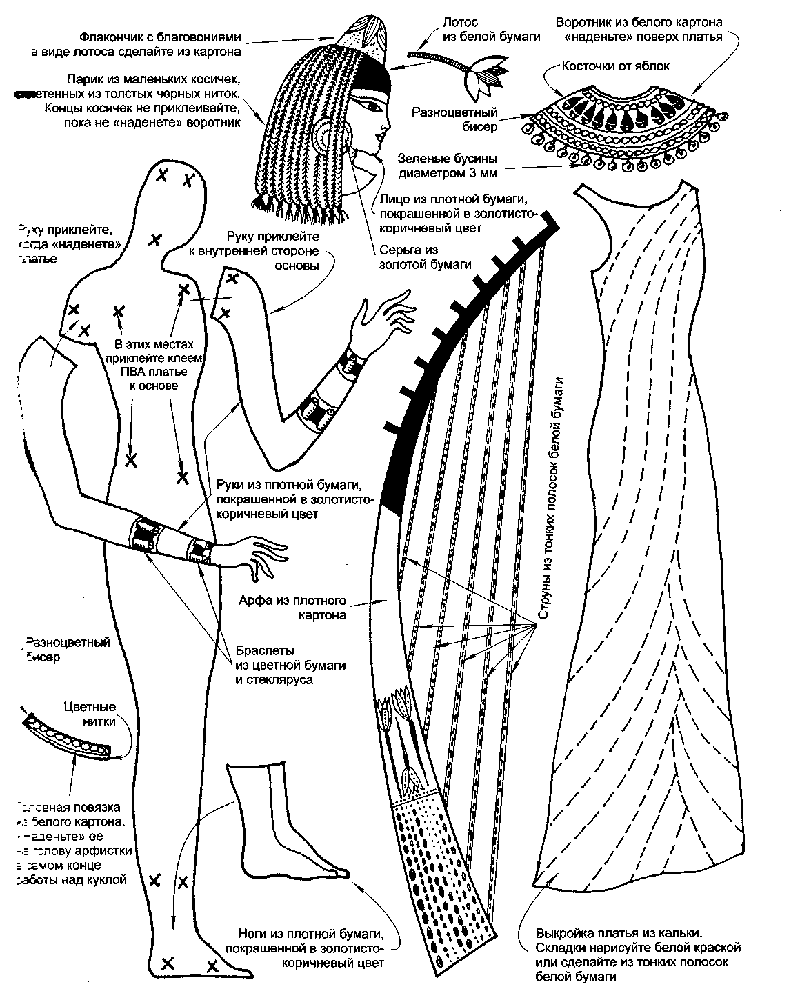 Флакончик с благовониями
в виде лотоса сделайте из картона
Парик из маленьких косичек,
сплетенных из толстых черных ниток.
Концы косичек не приклеивайте,
пока не «наденете» воротник
Лотос
из белой бумаги
Воротник из белого картона
«наденьте» поверх платья
Косточки от яблок
Разноцветный
бисер
Зеленые бусины
диаметром 3 мм
Лицо из плотной бумаги,
покрашенной в золотисто-
коричневый цвет
Серьга из
золотой бумаги
Руку приклейте,
когда «наденете»
платье
Руку приклейте
к внутренней стороне
основы
В этих местах
приклейте клеем
ПВА платье
к основе
Руки из плотной бумаги,
покрашенной в золотисто-
коричневый цвет
Струны из тонких полосок белой бумаги
Арфа из плотного
картона
Браслеты
из цветной бумаги
и стекляруса
Разноцветный
бисер
Цветные
нитки
Головная повязка
из белого картона.
«Наденьте» ее
на голову арфистки
в самом конце
работы над куклой
Ноги из плотной бумаги,
покрашенной в золотисто-
коричневый цвет
Выкройка платья из кальки.
Складки нарисуйте белой краской
или сделайте из тонких полосок
белой бумаги